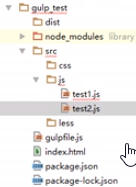 gulp_test
dist
node_modules library
src
css
js
test1.js
test2.js
less
gulpfile.js
index.html
package.json
package-lock.json